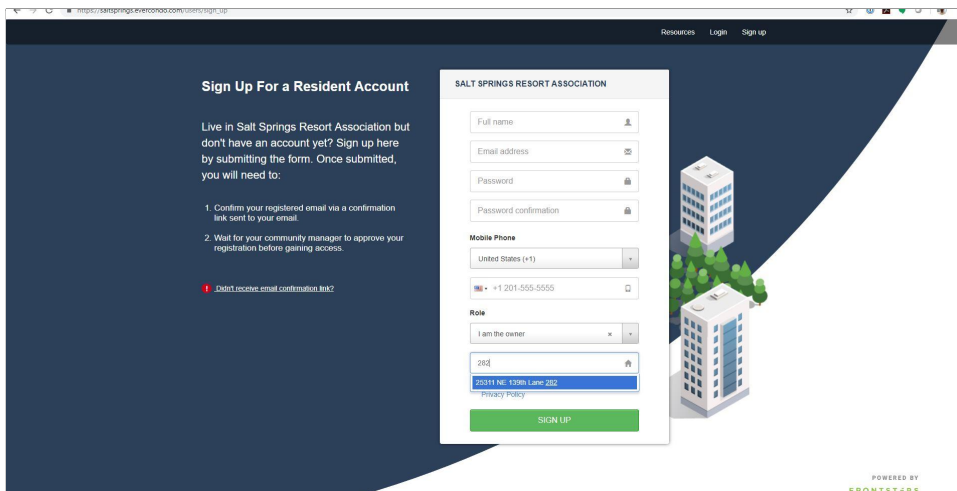 https://saltsprings.evercondo.com/users/sign_up
Resources Login Sign up
Sign Up For a Resident Account
Live in Salt Springs Resort Association but
don't have an account yet? Sign up here
by submitting the form. Once submitted,
you will need to:
1. Confirm your registered email via a confirmation
link sent to your email.
2. Wait for your community manager to approve your
registration before gaining access.
! Didn't receive email confirmation link?
SALT SPRINGS RESORT ASSOCIATION
Full name
Email address
Password
Password confirmation
Mobile Phone
United States (+1)
+1 201-555-5555
Role
I am the owner ×
282
25311 NE 139th Lane 282
Privacy Policy
SIGN UP
POWERED BY
FRONTSTEPS